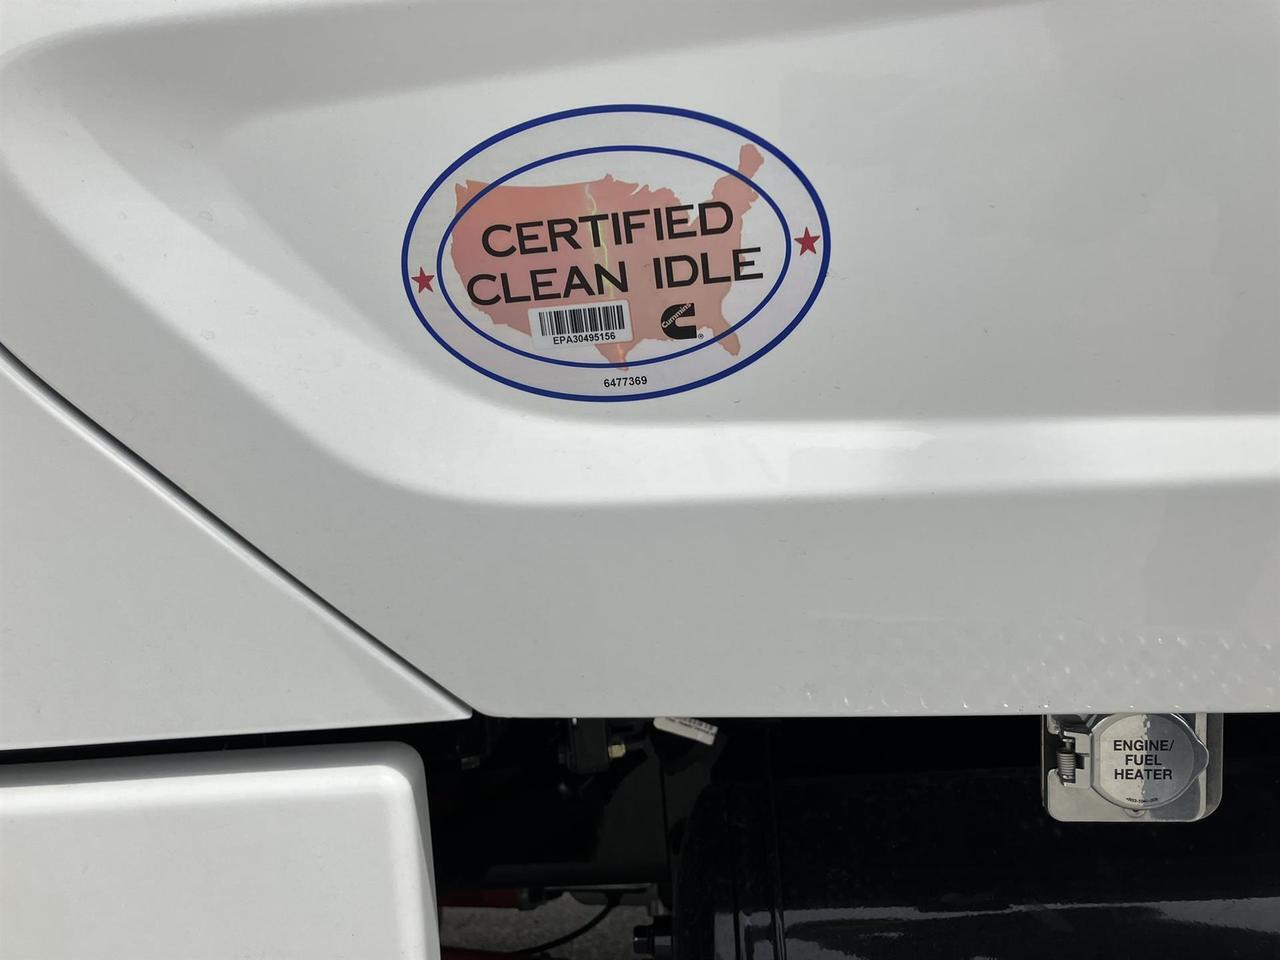 CERTIFIED
CLEAN IDLE
EPA30495156
Cummins
6477369
ENGINE/
FUEL
HEATER